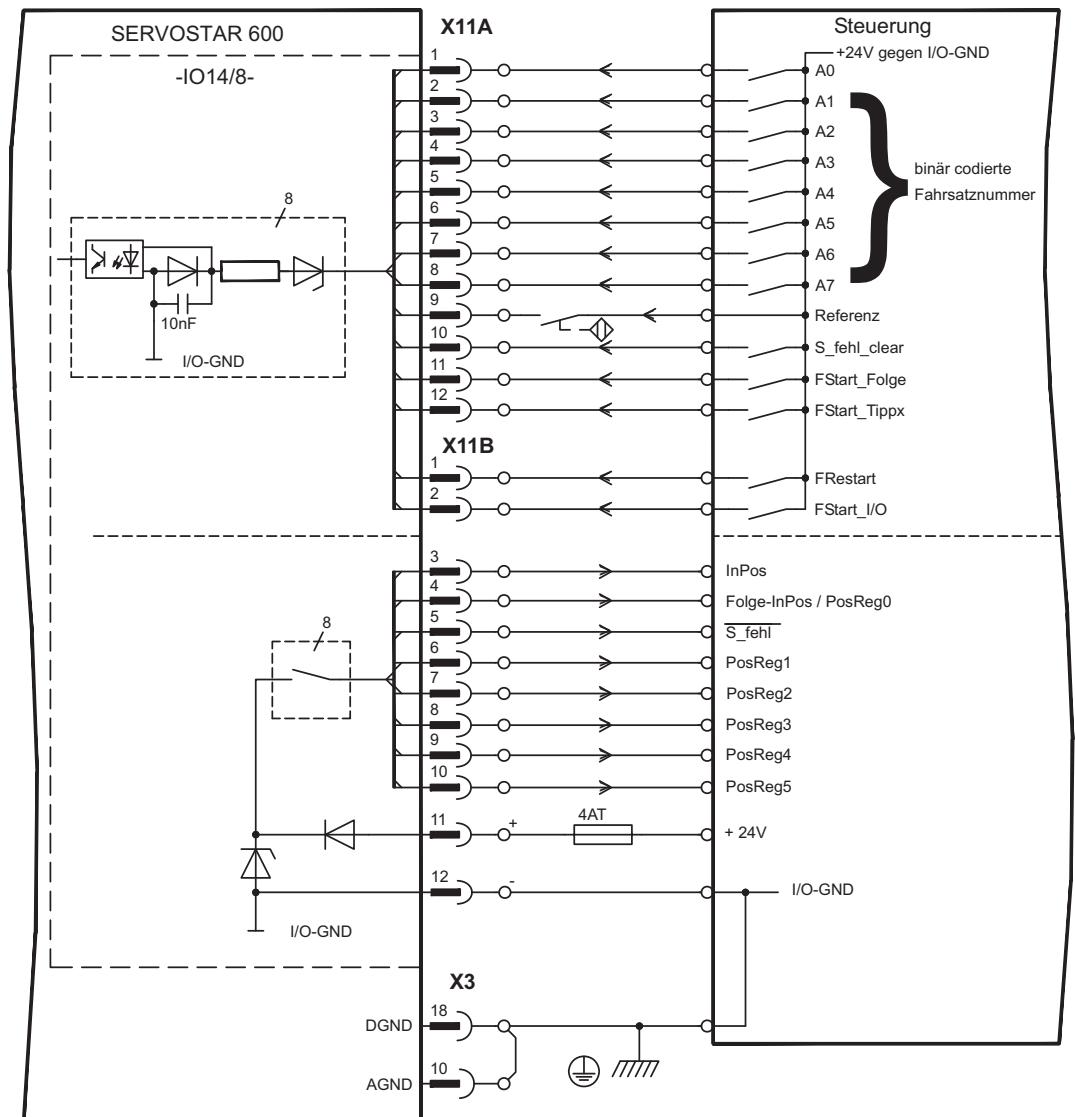 SERVOSTAR 600
-IO14/8-
X11A
Steuerung
+24V gegen I/O-GND
1
A0
2
A1
3
A2
4
A3
5
A4
6
A5
7
A6
8
A7
binär codierte
Fahrsatznummer
9
Referenz
10
S_fehl_clear
11
FStart_Folge
12
FStart_Tippx
8
10nF
I/O-GND
X11B
1
FRestart
2
FStart_I/O
3
InPos
4
Folge-InPos / PosReg0
5
S_fehl
6
PosReg1
7
PosReg2
8
PosReg3
9
PosReg4
10
PosReg5
8
11
+
4AT
+ 24V
12
-
I/O-GND
I/O-GND
X3
DGND
18
AGND
10